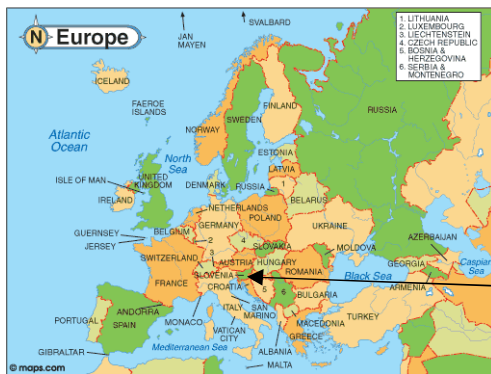 N Europe
JAN
MAYEN
SVALBARD
1. LITHUANIA
2. LUXEMBOURG
3. LIECHTENSTEIN
4. CZECH REPUBLIC
5. BOSNIA &
HERZEGOVINA
6. SERBIA &
MONTENEGRO
ICELAND
FAEROE
ISLANDS
FINLAND
RUSSIA
SWEDEN
NORWAY
Atlantic
Ocean
North
Sea
ESTONIA
LATVIA
1
ISLE OF MAN
UNITED
KINGDOM
DENMARK
RUSSIA
BELARUS
IRELAND
NETHERLANDS
POLAND
GUERNSEY
JERSEY
BELGIUM
GERMANY
2
4
UKRAINE
SLOVAKIA
MOLDOVA
AZERBAIJAN
SWITZERLAND
3
AUSTRIA
HUNGARY
GEORGIA
Caspian
Sea
FRANCE
SLOVENIA
ROMANIA
Black Sea
ARMENIA
CROATIA
5
6
BULGARIA
ANDORRA
ITALY
SAN
MARINO
PORTUGAL
SPAIN
MONACO
VATICAN
CITY
MACEDONIA
TURKEY
GREECE
ALBANIA
GIBRALTAR
Mediterranean Sea
MALTA
© maps.com